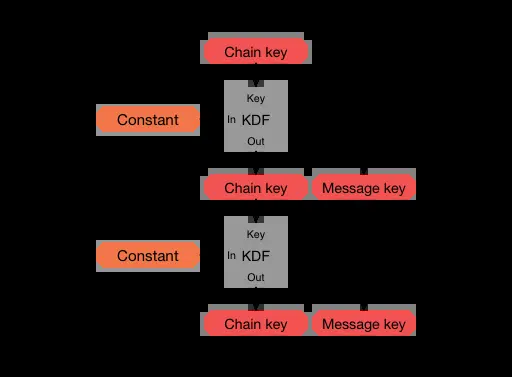 Chain key
Key
Constant
In KDF
Out
Chain key Message key
Key
Constant
In KDF
Out
Chain key Message key